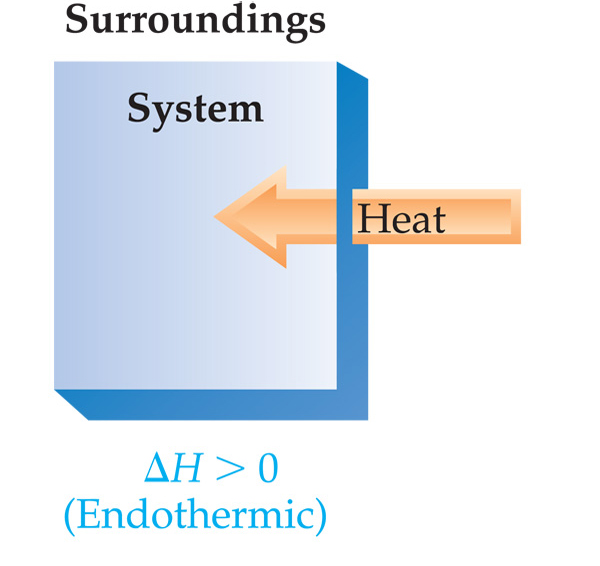 Surroundings
System
Heat
ΔH > 0
(Endothermic)